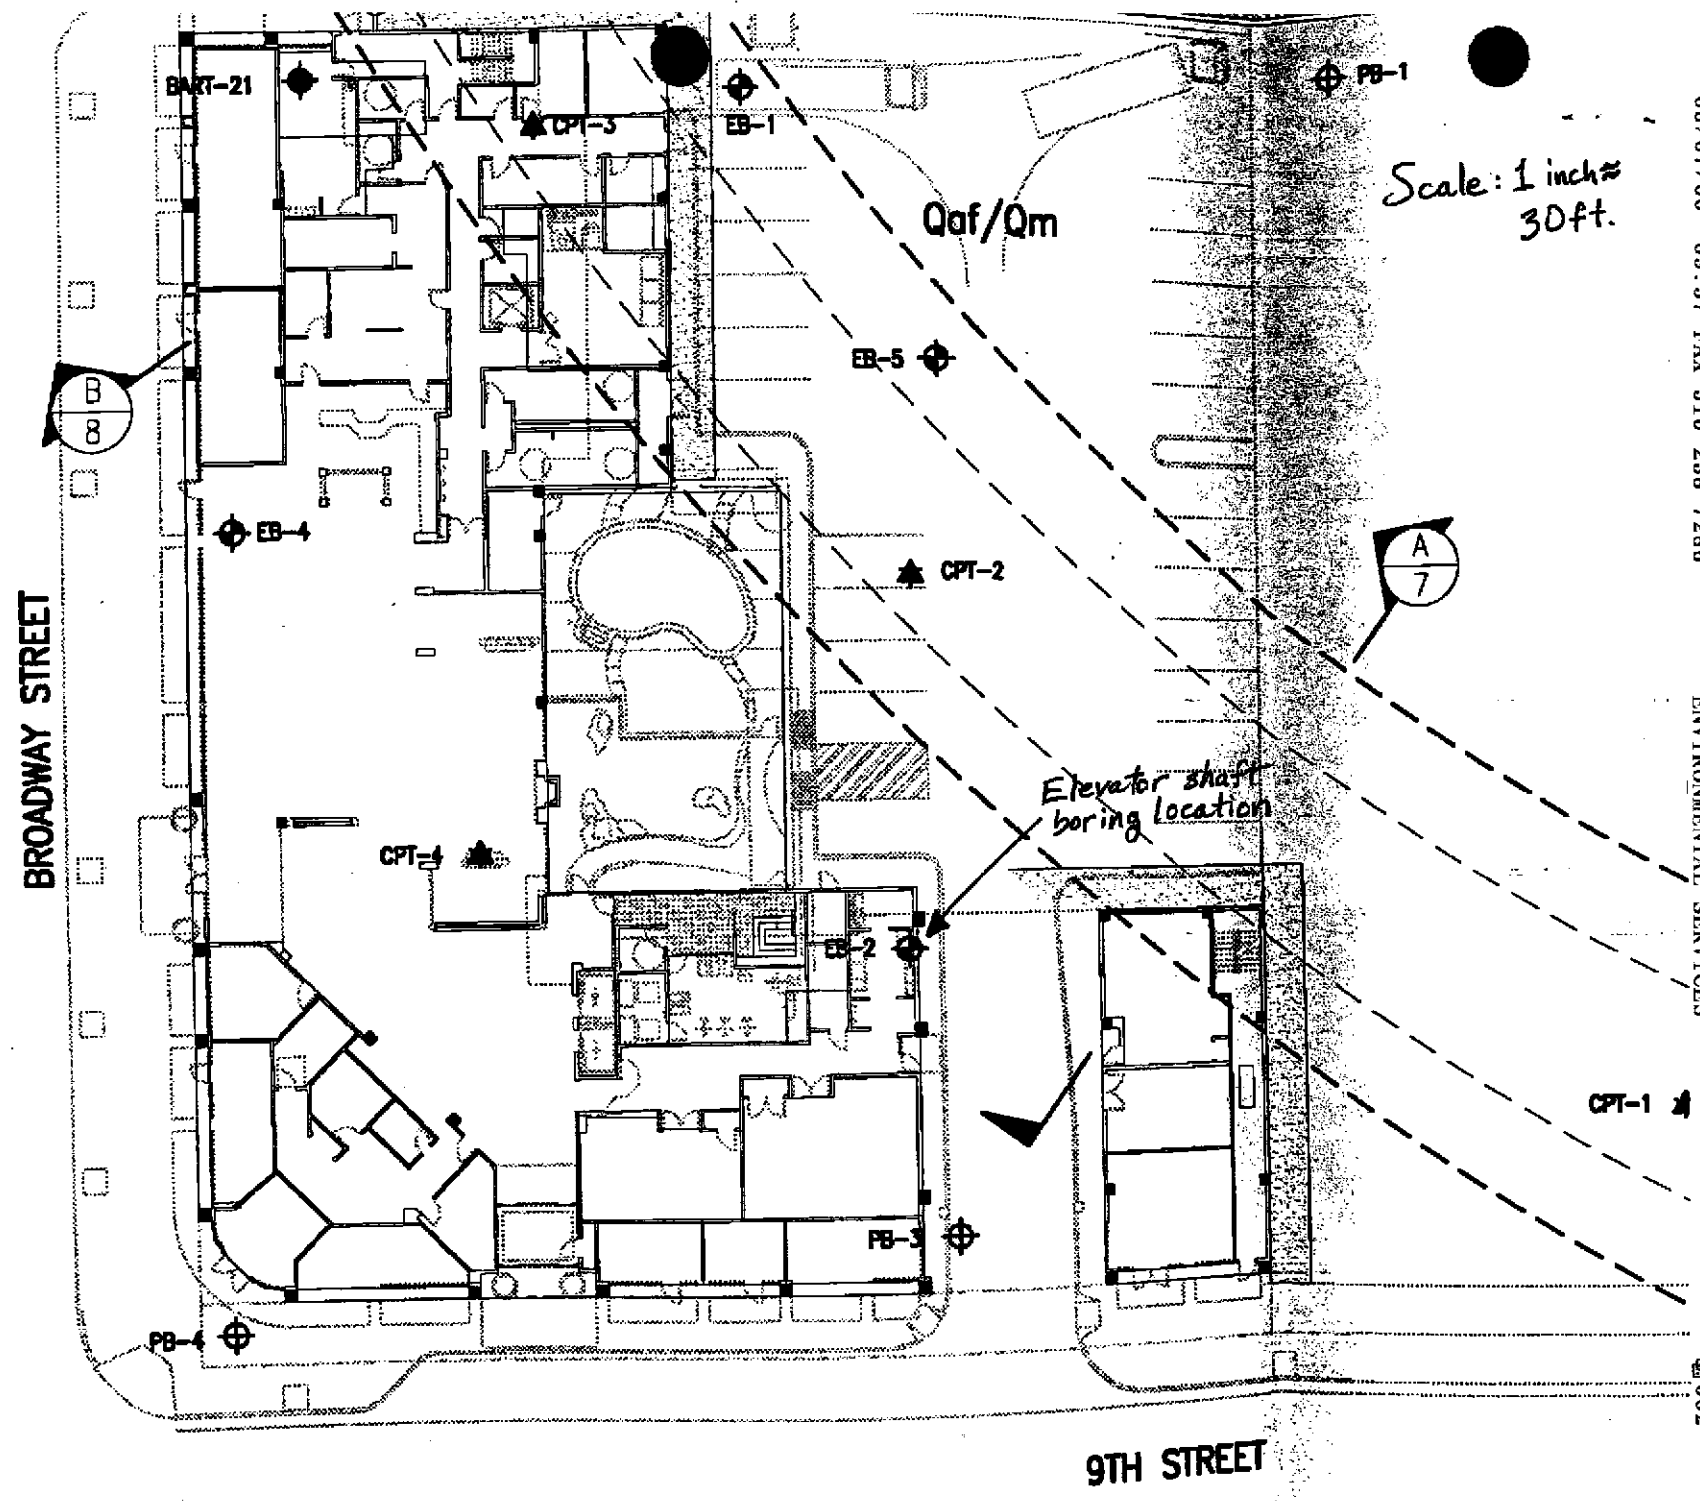 BART-21
EB-1
PB-1
CPT-3
Scale: 1 inch≈
30ft.
Qaf/Qm
EB-5
B
8
EB-4
A
7
CPT-2
BROADWAY STREET
Elevator shaft
boring location
CPT-4
EB-2
CPT-1
PB-3
PB-4
9TH STREET
ENVIRONMENTAL SERVICES